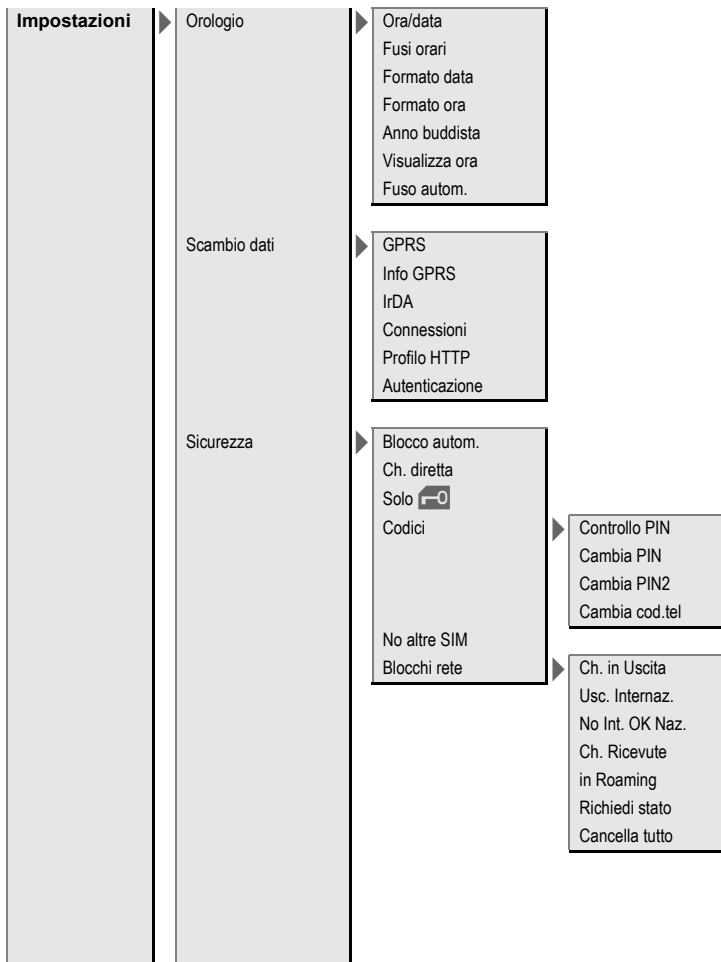 Impostazioni
Orologio
Ora/data
Fusi orari
Formato data
Formato ora
Anno buddista
Visualizza ora
Fuso autom.
Scambio dati
GPRS
Info GPRS
IrDA
Connessioni
Profilo HTTP
Autenticazione
Sicurezza
Blocco autom.
Ch. diretta
Solo
Codici
Controllo PIN
Cambia PIN
Cambia PIN2
Cambia cod.tel
No altre SIM
Blocchi rete
Ch. in Uscita
Usc. Internaz.
No Int. OK Naz.
Ch. Ricevute
in Roaming
Richiedi stato
Cancella tutto